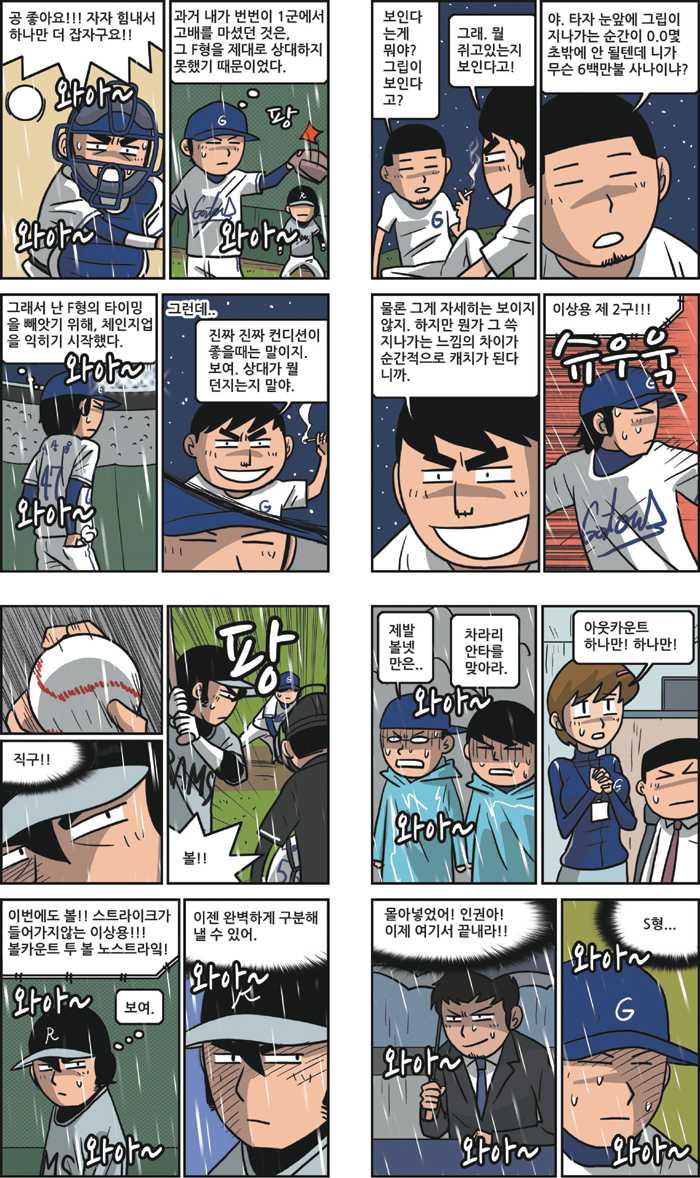 공 좋아요!!! 자자 힘내서
하나만 더 잡자구요!!
와아~
와아~
과거 내가 번번이 1군에서
고배를 마셨던 것은,
그 F형을 제대로 상대하지
못했기 때문이었다.
G
팡
R
와아~
그래서 난 F형의 타이밍
을 빼앗기 위해, 체인지업
을 익히기 시작했다.
와아~
47
와아~
그런데..
진짜 진짜 컨디션이
좋을때는 말이지.
보여. 상대가 뭘
던지는지 말야.
G
보인다
는게
뭐야?
그립이
보인다
고?
그래. 뭘
쥐고있는지
보인다고!
G
야. 타자 눈앞에 그립이
지나가는 순간이 0.0몇
초밖에 안 될텐데 니가
무슨 6백만불 사나이냐?
물론 그게 자세히는 보이지
않지. 하지만 뭔가 그 쓱
지나가는 느낌의 차이가
순간적으로 캐치가 된다
니까.
이상용 제 2구!!!
슈우욱
G
직구!!
팡
RAMS
볼!!
이번에도 볼!! 스트라이크가
들어가지않는 이상용!!!
볼카운트 투 볼 노스트라잌!
와아~
보여.
R
MS
와아~
이젠 완벽하게 구분해
낼 수 있어.
와아~
제발
볼넷
만은..
차라리
안타를
맞아라.
와아~
와아~
아웃카운트
하나만! 하나만!
G
몰아넣었어! 인권아!
이제 여기서 끝내라!!
와아~
와아~
S형...
와아~
G
와아~